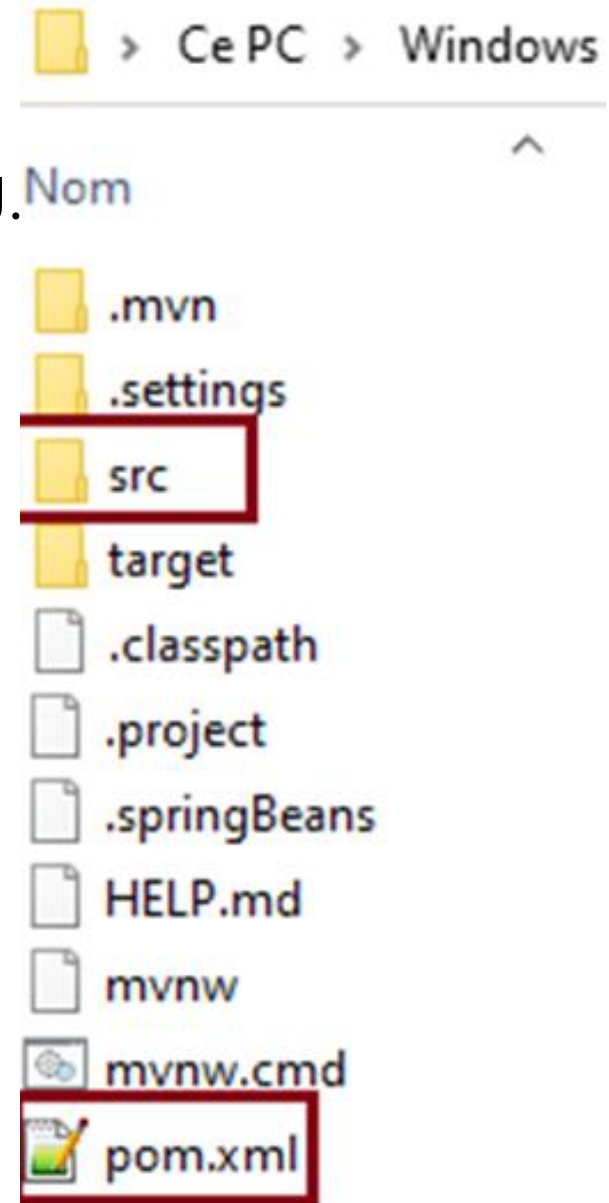 Ce PC > Windows
Nom
.mvn
.settings
src
target
.classpath
.project
.springBeans
HELP.md
mvnw
mvnw.cmd
pom.xml